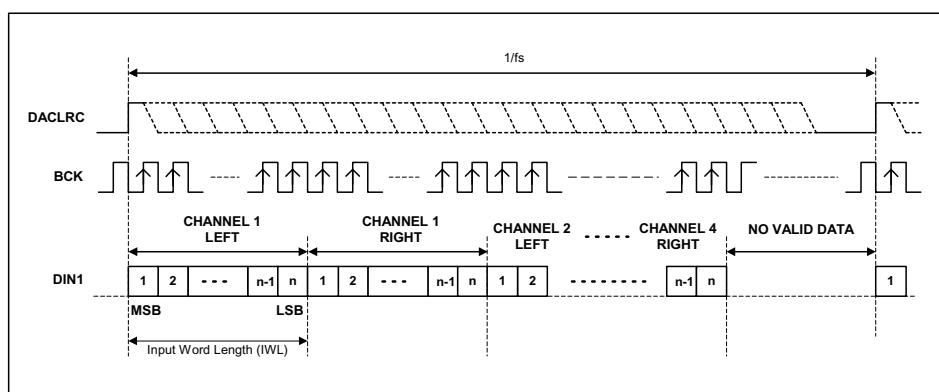 1/fs
DACLRC
BCK
CHANNEL 1
LEFT
CHANNEL 1
RIGHT
CHANNEL 2
LEFT
CHANNEL 4
RIGHT
NO VALID DATA
DIN1
1 2 n-1 n 1 2 n-1 n 1 2 n-1 n 1
MSB LSB
Input Word Length (IWL)